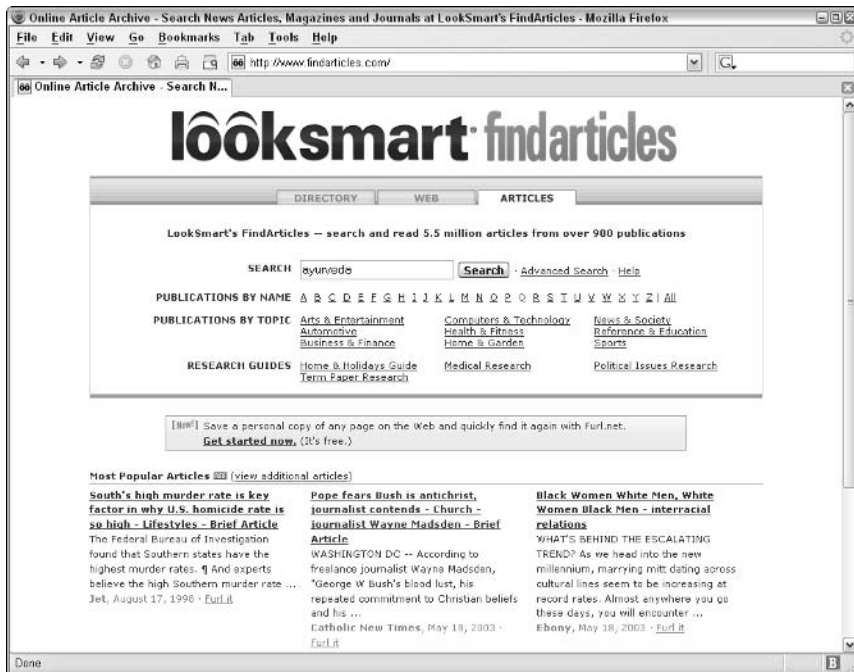 Online Article Archive - Search News Articles, Magazines and Journals at LookSmart's FindArticles - Mozilla Firefox
File Edit View Go Bookmarks Tab Tools Help
http://www.findarticles.com/ G
Online Article Archive - Search N...
looksmart findarticles
DIRECTORY WEB ARTICLES
LookSmart's FindArticles — search and read 5.5 million articles from over 900 publications
SEARCH ayurveda Search · Advanced Search · Help
PUBLICATIONS BY NAME A B C D E F G H I J K L M N O P Q R S T U V W X Y Z | All
PUBLICATIONS BY TOPIC Arts & Entertainment Computers & Technology News & Society
Automotive Health & Fitness Reference & Education
Business & Finance Home & Garden Sports
RESEARCH GUIDES Home & Holidays Guide Medical Research Political Issues Research
Term Paper Research
[New!] Save a personal copy of any page on the Web and quickly find it again with Furl.net.
Get started now. (It's free.)
Most Popular Articles (view additional articles)
South's high murder rate is key
factor in why U.S. homicide rate is
so high - Lifestyles - Brief Article
The Federal Bureau of Investigation
found that Southern states have the
highest murder rates. ¶ And experts
believe the high Southern murder rate ...
Jet, August 17, 1998 · Furl it
Pope fears Bush is antichrist,
journalist contends - Church -
journalist Wayne Madsden - Brief
Article
WASHINGTON DC -- According to
freelance journalist Wayne Madsden,
"George W Bush's blood lust, his
repeated commitment to Christian beliefs
and his ...
Catholic New Times, May 18, 2003 ·
Furl it
Black Women White Men, White
Women Black Men - interracial
relations
WHAT'S BEHIND THE ESCALATING
TREND? As we head into the new
millennium, marrying mitt dating across
cultural lines seem to be increasing at
record rates. Almost anywhere you go
these days, you will encounter ...
Ebony, May 18, 2003 · Furl it
Done B